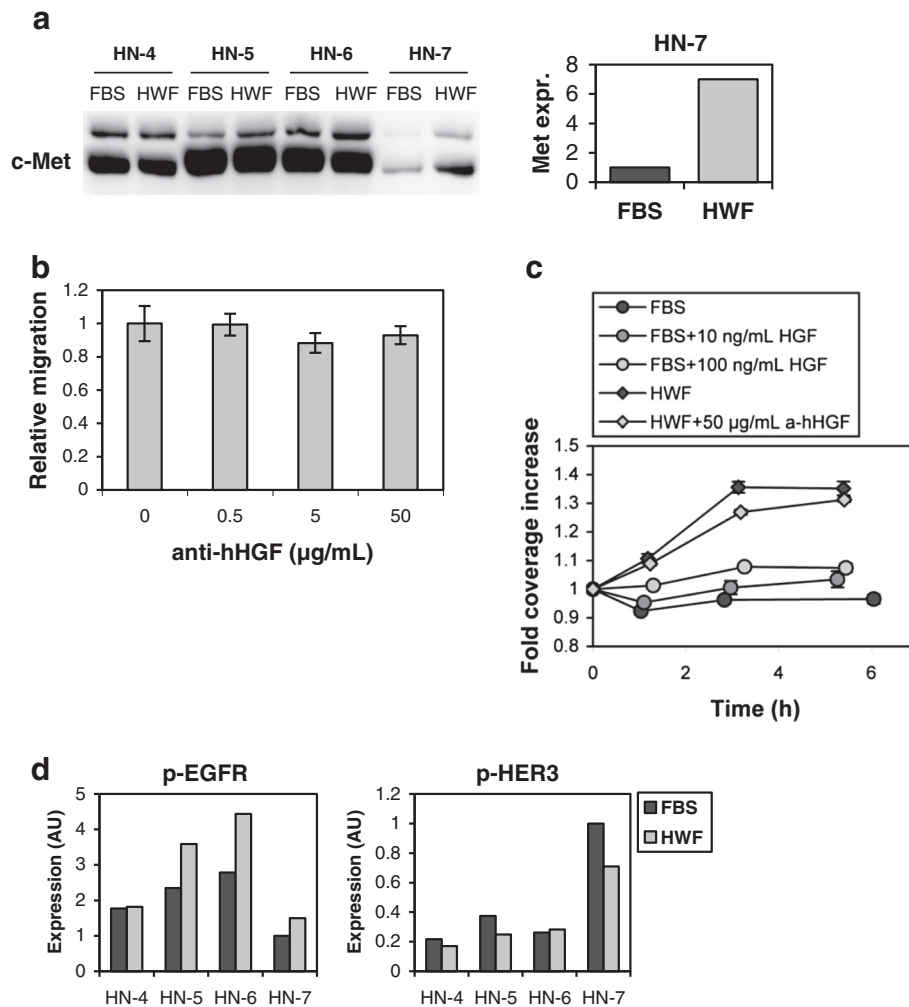 a
HN-4 HN-5 HN-6 HN-7
FBS HWF FBS HWF FBS HWF FBS HWF
c-Met
HN-7
Met expr.
8
6
4
2
0
FBS HWF
b
Relative migration
1.2
1
0.8
0.6
0.4
0.2
0
0 0.5 5 50
anti-hHGF (µg/mL)
c
FBS
FBS+10 ng/mL HGF
FBS+100 ng/mL HGF
HWF
HWF+50 µg/mL a-hHGF
Fold coverage increase
1.5
1.4
1.3
1.2
1.1
1
0.9
0.8
0 2 4 6
Time (h)
d
p-EGFR
Expression (AU)
5
4
3
2
1
0
HN-4 HN-5 HN-6 HN-7
p-HER3
Expression (AU)
1.2
1
0.8
0.6
0.4
0.2
0
HN-4 HN-5 HN-6 HN-7
FBS
HWF